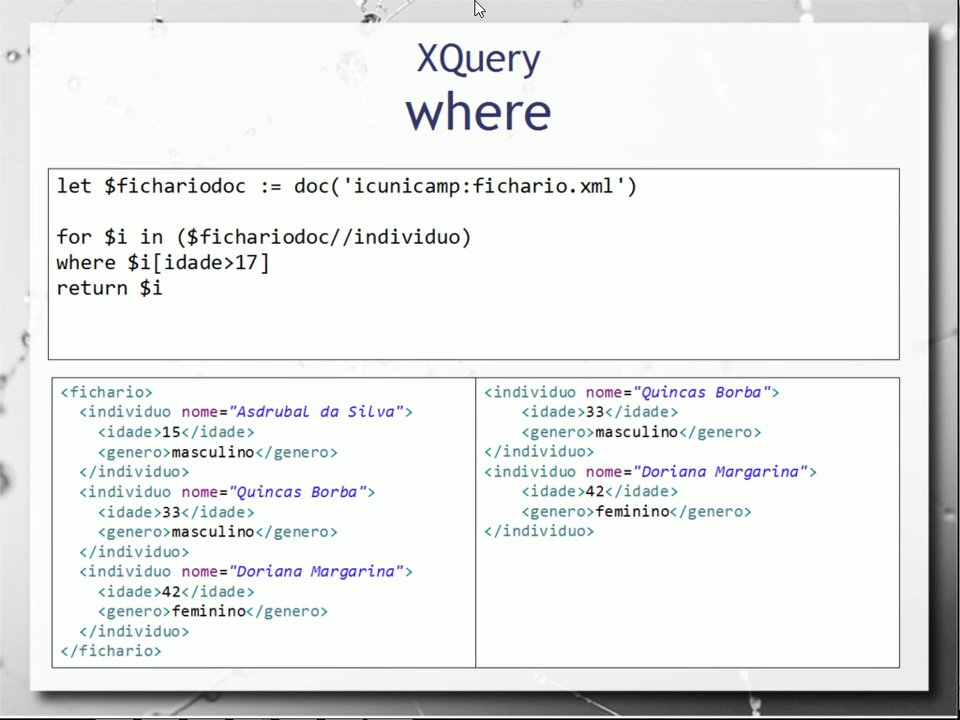 XQuery
where
let $fichariodoc := doc('icunicamp:fichario.xml')
for $i in ($fichariodoc//individuo)
where $i[idade>17]
return $i
<fichario>
<individuo nome="Asdrubal da Silva">
<idade>15</idade>
<genero>masculino</genero>
</individuo>
<individuo nome="Quincas Borba">
<idade>33</idade>
<genero>masculino</genero>
</individuo>
<individuo nome="Doriana Margarina">
<idade>42</idade>
<genero>feminino</genero>
</individuo>
</fichario>
<individuo nome="Quincas Borba">
<idade>33</idade>
<genero>masculino</genero>
</individuo>
<individuo nome="Doriana Margarina">
<idade>42</idade>
<genero>feminino</genero>
</individuo>